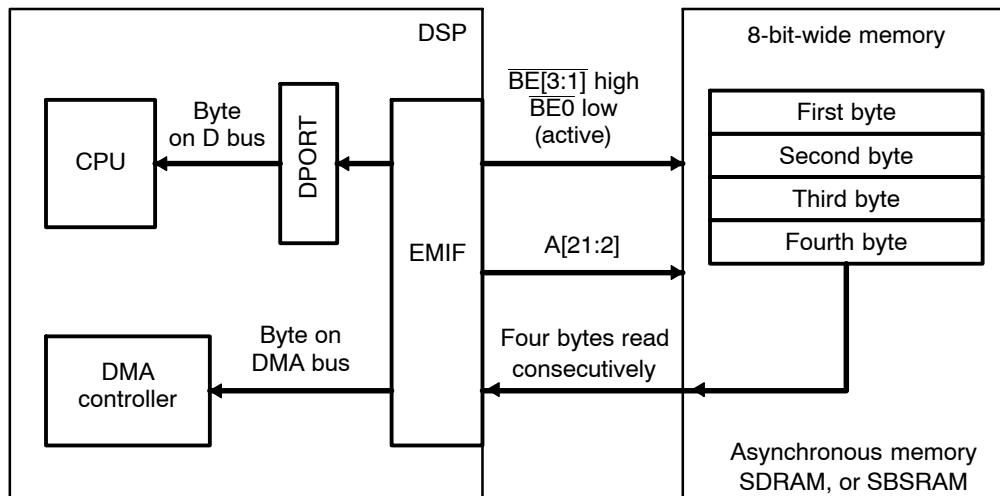 DSP
8-bit-wide memory
BE[3:1] high
BE0 low
(active)
Byte
on D bus
CPU
DPORT
EMIF
First byte
Second byte
Third byte
Fourth byte
A[21:2]
Byte on
DMA bus
Four bytes read
consecutively
DMA
controller
Asynchronous memory
SDRAM, or SBSRAM